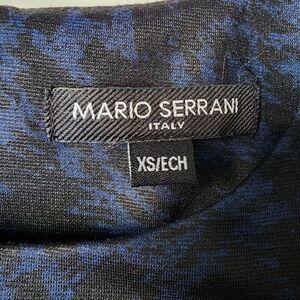 MARIO SERRANI
ITALY
XS/ECH